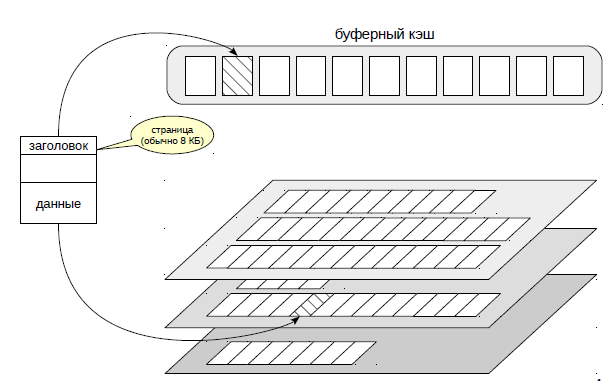 буферный кэш
страница
(обычно 8 КБ)
заголовок
данные